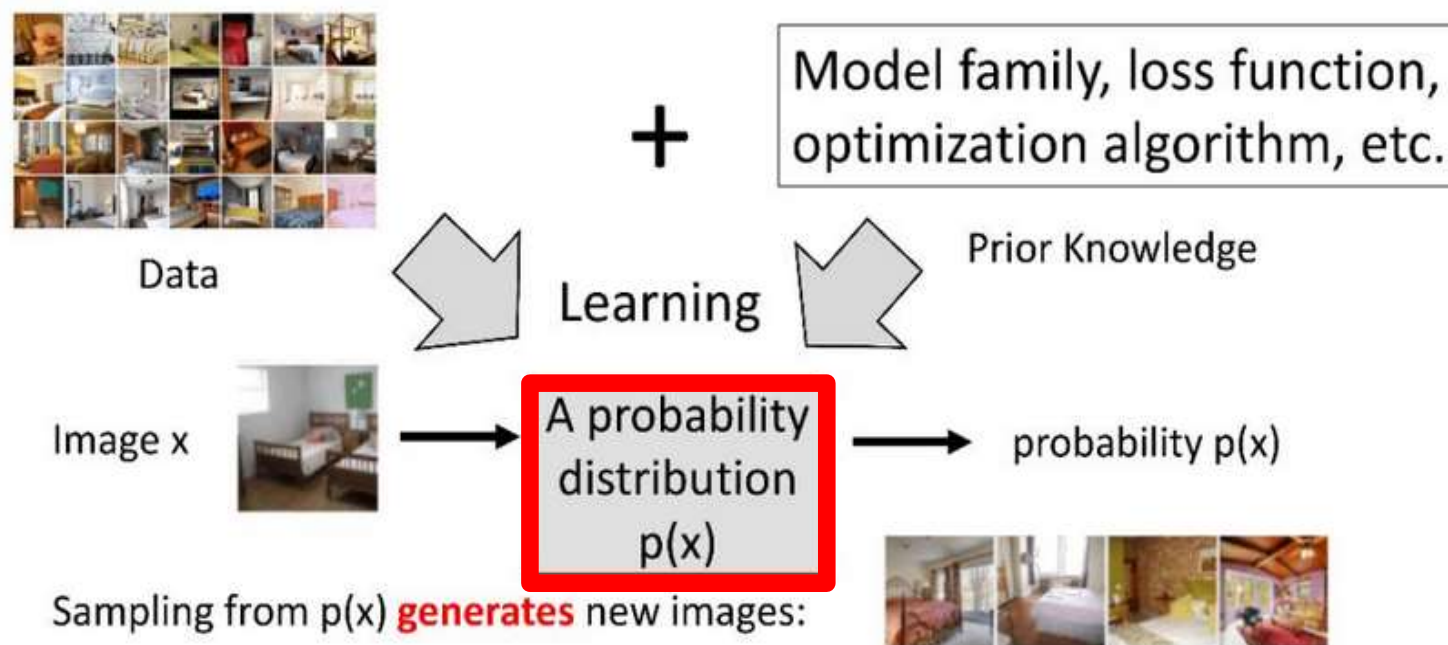 Model family, loss function,
optimization algorithm, etc.
+
Data
Prior Knowledge
Learning
Image x
A probability
distribution
p(x)
probability p(x)
Sampling from p(x) generates new images: